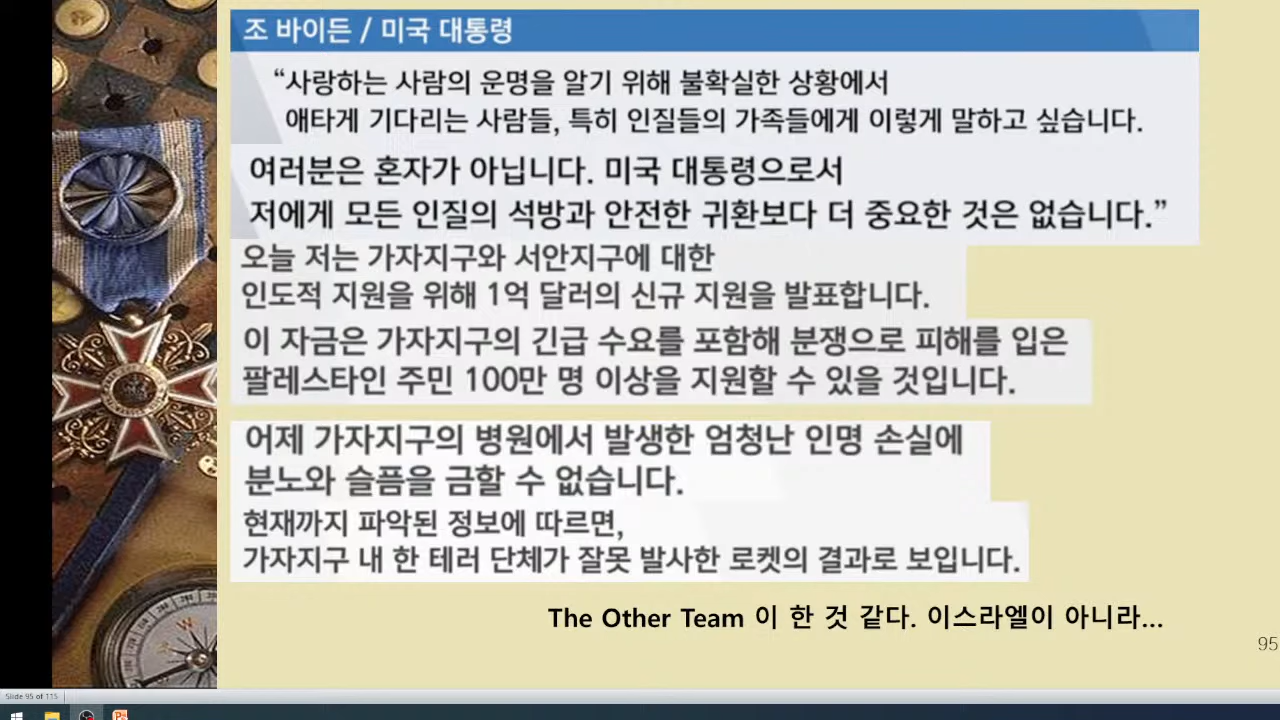 조 바이든 / 미국 대통령
“사랑하는 사람의 운명을 알기 위해 불확실한 상황에서
애타게 기다리는 사람들, 특히 인질들의 가족들에게 이렇게 말하고 싶습니다.
여러분은 혼자가 아닙니다. 미국 대통령으로서
저에게 모든 인질의 석방과 안전한 귀환보다 더 중요한 것은 없습니다.”
오늘 저는 가자지구와 서안지구에 대한
인도적 지원을 위해 1억 달러의 신규 지원을 발표합니다.
이 자금은 가자지구의 긴급 수요를 포함해 분쟁으로 피해를 입은
팔레스타인 주민 100만 명 이상을 지원할 수 있을 것입니다.
어제 가자지구의 병원에서 발생한 엄청난 인명 손실에
분노와 슬픔을 금할 수 없습니다.
현재까지 파악된 정보에 따르면,
가자지구 내 한 테러 단체가 잘못 발사한 로켓의 결과로 보입니다.
The Other Team 이 한 것 같다. 이스라엘이 아니라...
95
Slide 95 of 115